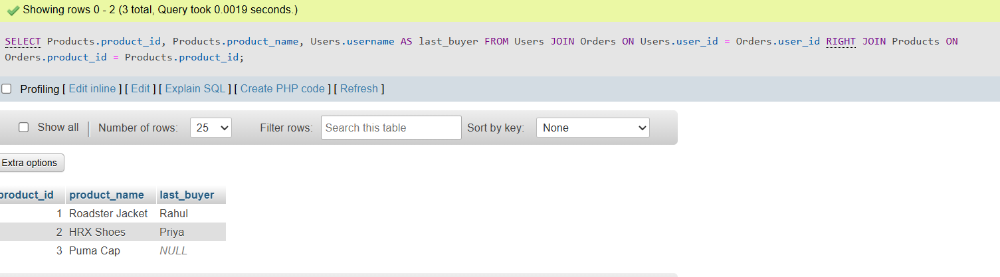 Showing rows 0 - 2 (3 total, Query took 0.0019 seconds.)
SELECT Products.product_id, Products.product_name, Users.username AS last_buyer FROM Users JOIN Orders ON Users.user_id = Orders.user_id RIGHT JOIN Products ON
Orders.product_id = Products.product_id;
Profiling [ Edit inline ] [ Edit ] [ Explain SQL ] [ Create PHP code ] [ Refresh ]
Show all | Number of rows: 25 Filter rows: Search this table Sort by key: None
Extra options
product_id product_name last_buyer
1 Roadster Jacket Rahul
2 HRX Shoes Priya
3 Puma Cap NULL